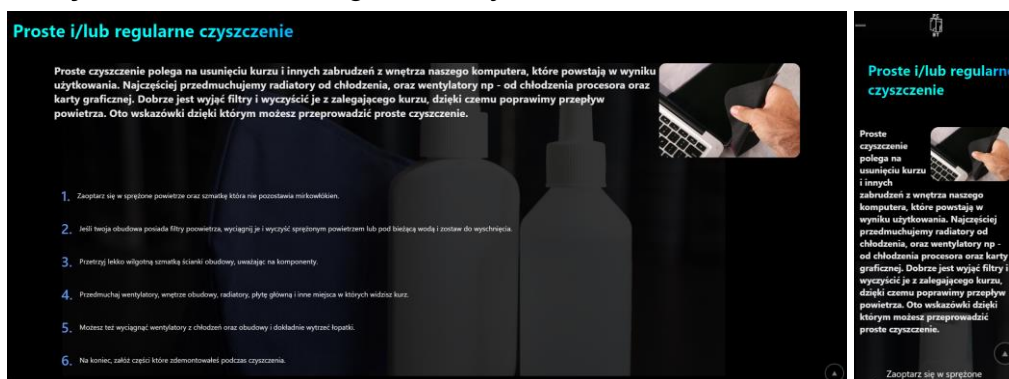 Proste i/lub regularne czyszczenie
Proste czyszczenie polega na usunięciu kurzu i innych zabrudzeń z wnętrza naszego komputera, które powstają w wyniku
użytkowania. Najczęściej przedmuchujemy radiatory od chłodzenia, oraz wentylatory np - od chłodzenia procesora oraz
karty graficznej. Dobrze jest wyjąć filtry i wyczyścić je z zalegającego kurzu, dzięki czemu poprawimy przepływ
powietrza. Oto wskazówki dzięki którym możesz przeprowadzić proste czyszczenie.
1. Zaoptarz się w sprężone powietrze oraz szmatkę która nie pozostawia mirkowłókien.
2. Jeśli twoja obudowa posiada filtry poowietrza, wyciągnij je i wyczyść sprężonym powietrzem lub pod bieżącą wodą i zostaw do wyschnięcia.
3. Przetrzyj lekko wilgotną szmatką ścianki obudowy, uważając na komponenty.
4. Przedmuchaj wentylatory, wnętrze obudowy, radiatory, płytę główną i inne miejsca w których widzisz kurz.
5. Możesz też wyciągnąć wentylatory z chłodzeń oraz obudowy i dokładnie wytrzeć łopatki.
6. Na koniec, załóż części które zdemontowałeś podczas czyszczenia.
Proste i/lub regularne
czyszczenie
Proste
czyszczenie
polega na
usunięciu kurzu
i innych
zabrudzeń z wnętrza naszego
komputera, które powstają w
wyniku użytkowania. Najczęściej
przedmuchujemy radiatory od
chłodzenia, oraz wentylatory np -
od chłodzenia procesora oraz karty
graficznej. Dobrze jest wyjąć filtry i
wyczyścić je z zalegającego kurzu,
dzięki czemu poprawimy przepływ
powietrza. Oto wskazówki dzięki
którym możesz przeprowadzić
proste czyszczenie.
Zaoptarz się w sprężone